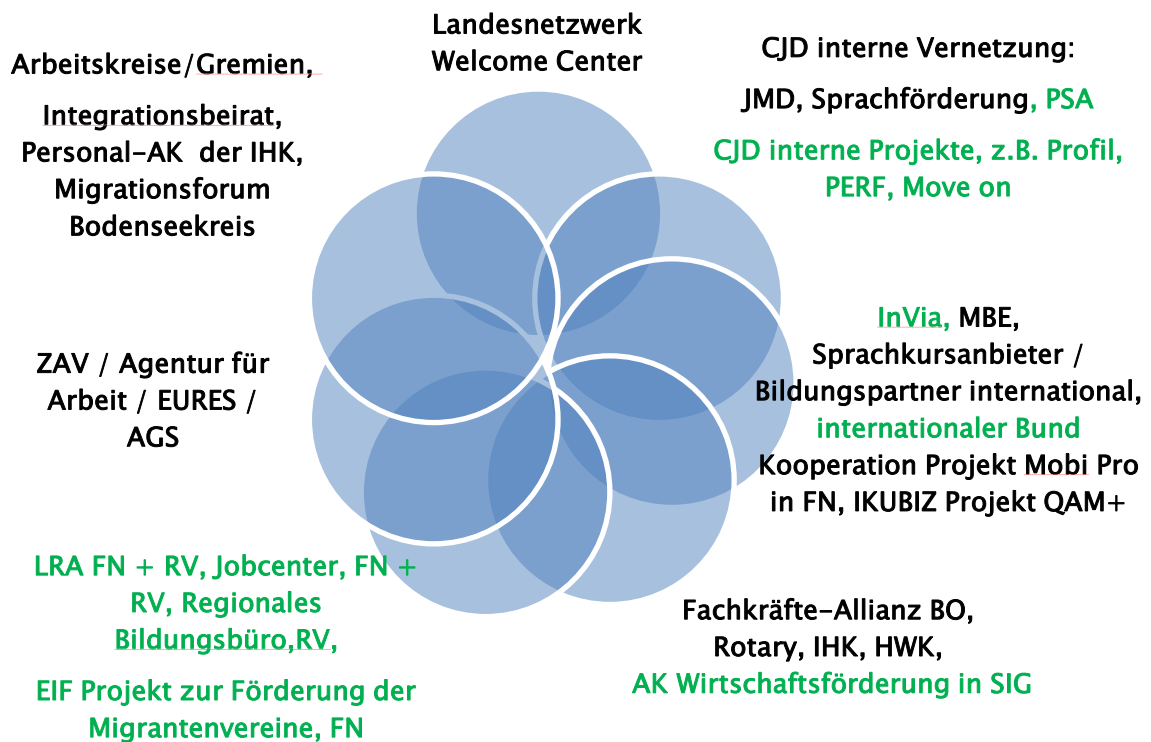 Landesnetzwerk
Welcome Center
CJD interne Vernetzung:
JMD, Sprachförderung, PSA
CJD interne Projekte, z.B. Profil,
PERF, Move on
InVia, MBE,
Sprachkursanbieter /
Bildungspartner international,
internationaler Bund
Kooperation Projekt Mobi Pro
in FN, IKUBIZ Projekt QAM+
Fachkräfte-Allianz BO,
Rotary, IHK, HWK,
AK Wirtschaftsförderung in SIG
LRA FN + RV, Jobcenter, FN +
RV, Regionales
Bildungsbüro,RV,
EIF Projekt zur Förderung der
Migrantenvereine, FN
ZAV / Agentur für
Arbeit / EURES /
AGS
Arbeitskreise/Gremien,
Integrationsbeirat,
Personal-AK der IHK,
Migrationsforum
Bodenseekreis